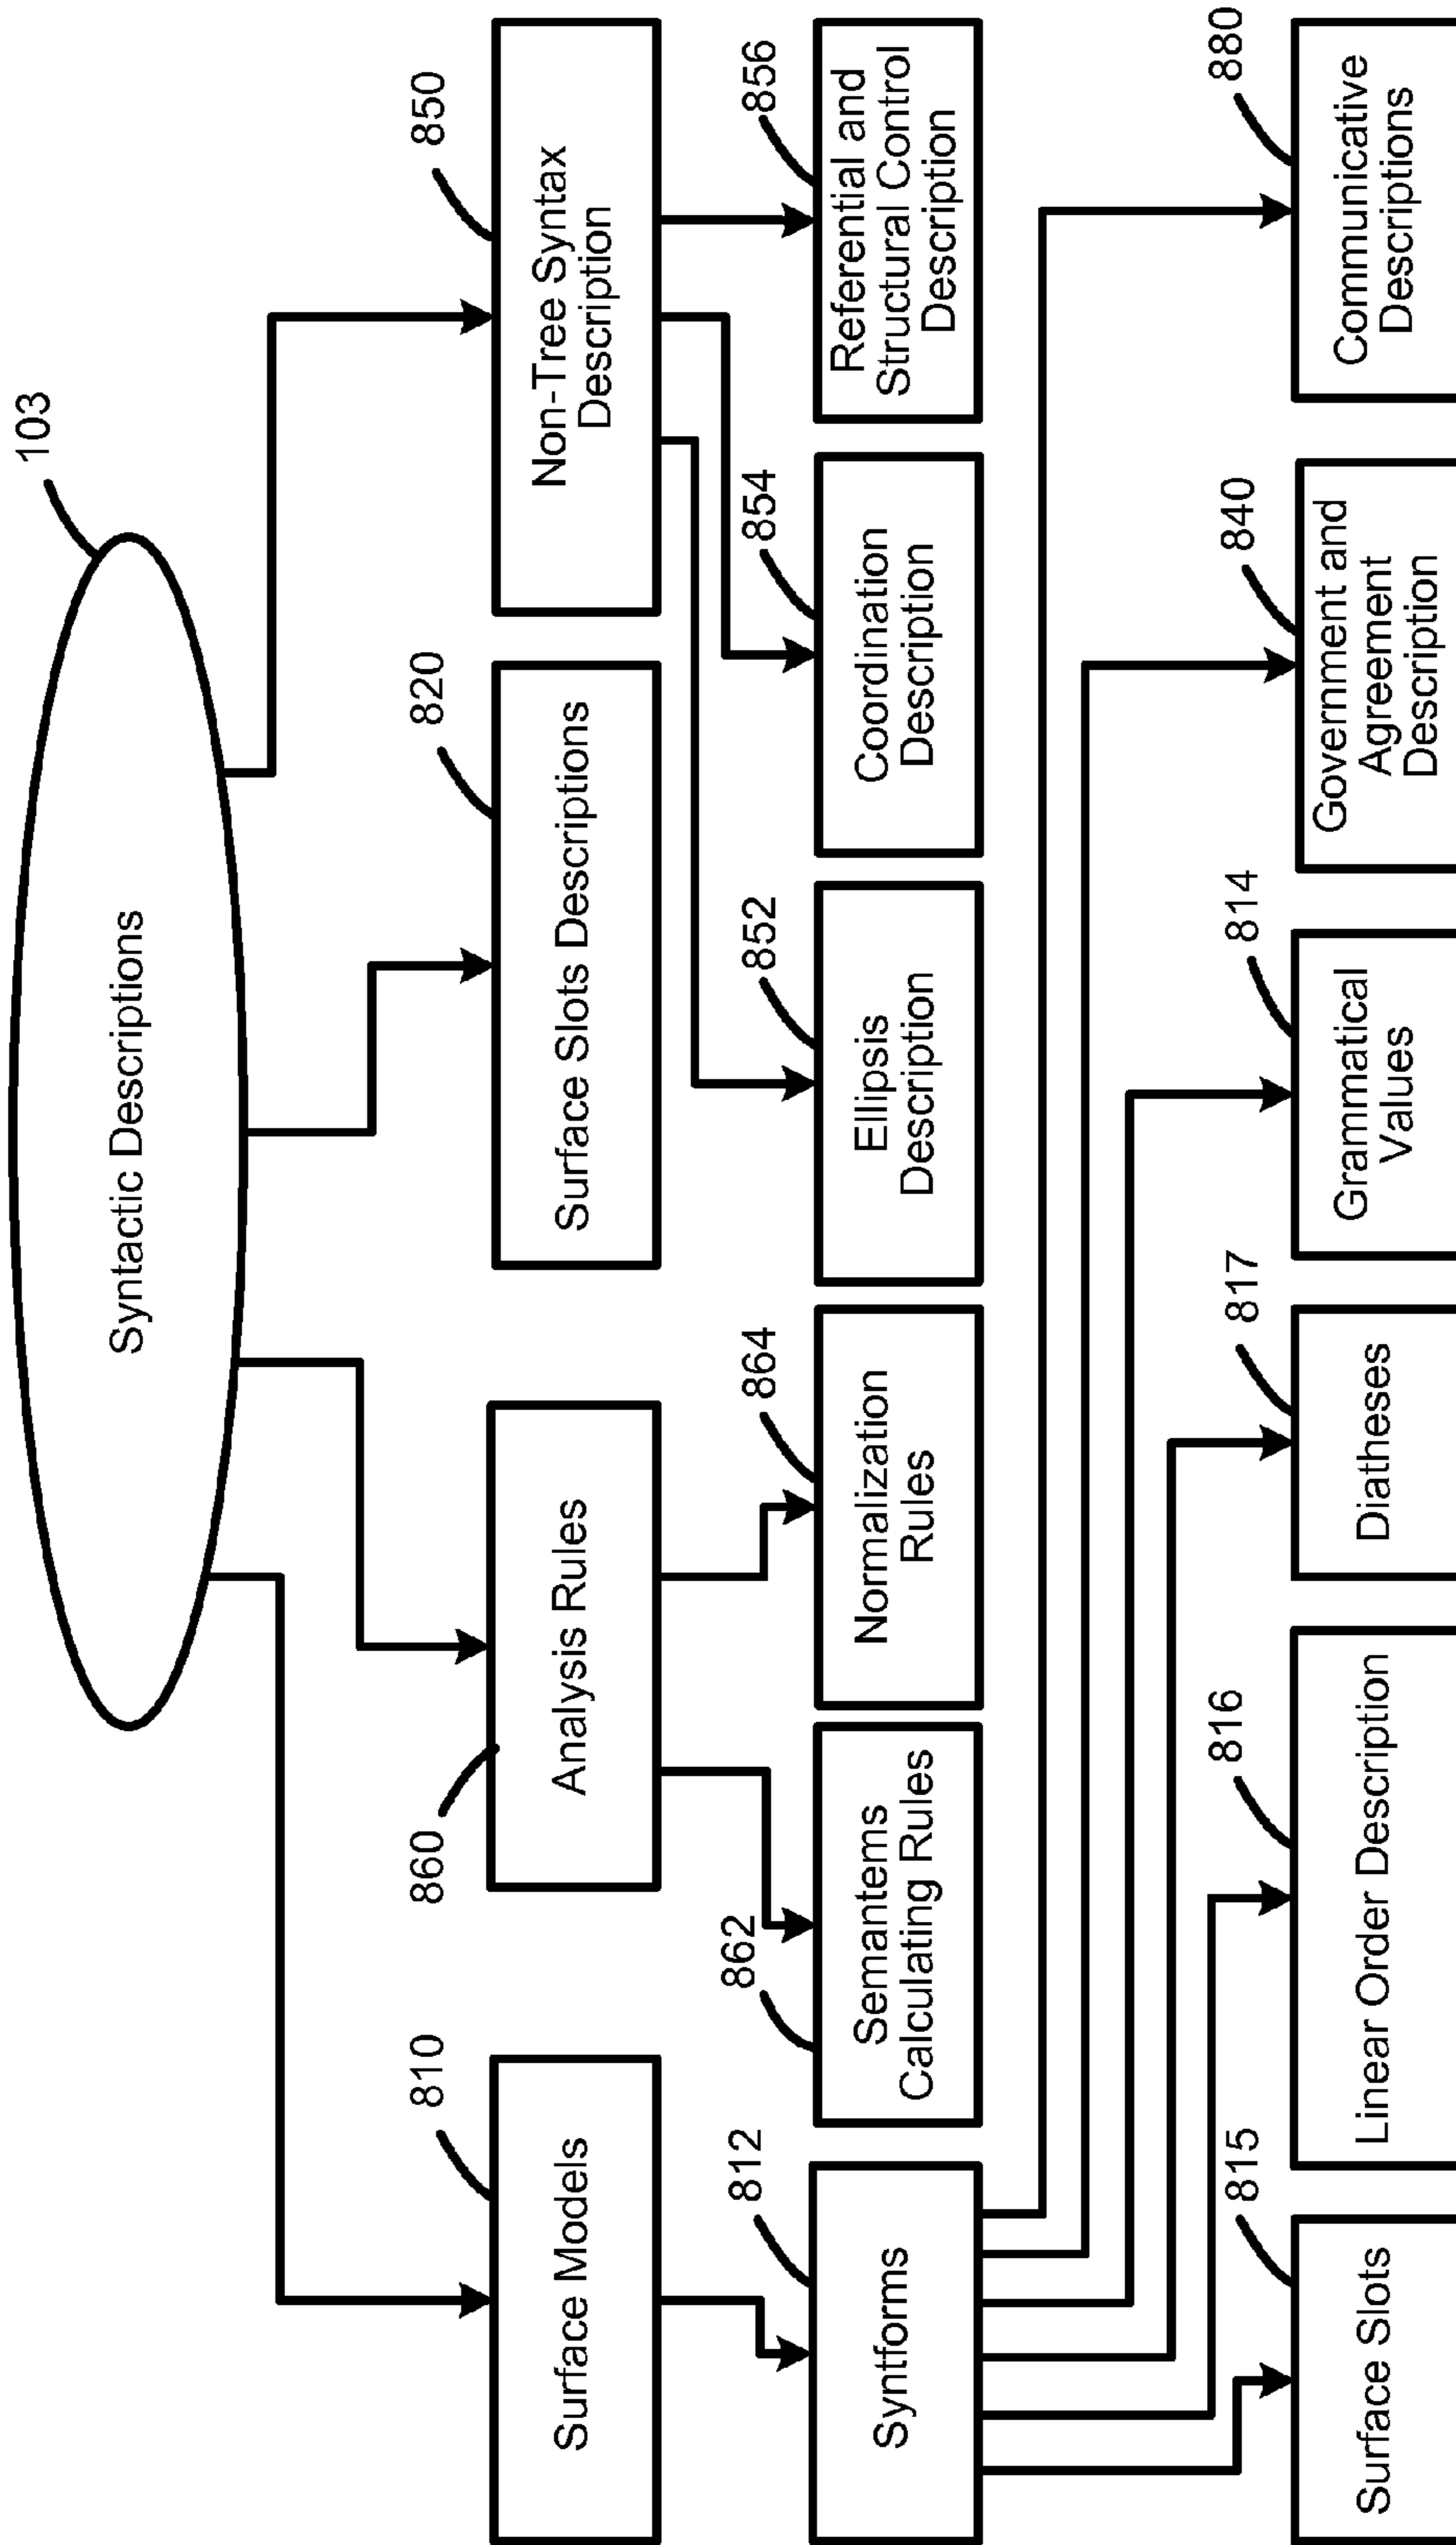 Syntactic Descriptions
103
Surface Models
810
Analysis Rules
860
Surface Slots Descriptions
820
Non-Tree Syntax
Description
850
Syntforms
812
Semantems
Calculating Rules
862
Normalization
Rules
864
Ellipsis
Description
852
Coordination
Description
854
Referential and
Structural Control
Description
856
Surface Slots
815
Linear Order Description
816
Diatheses
817
Grammatical
Values
814
Government and
Agreement
Description
840
Communicative
Descriptions
880